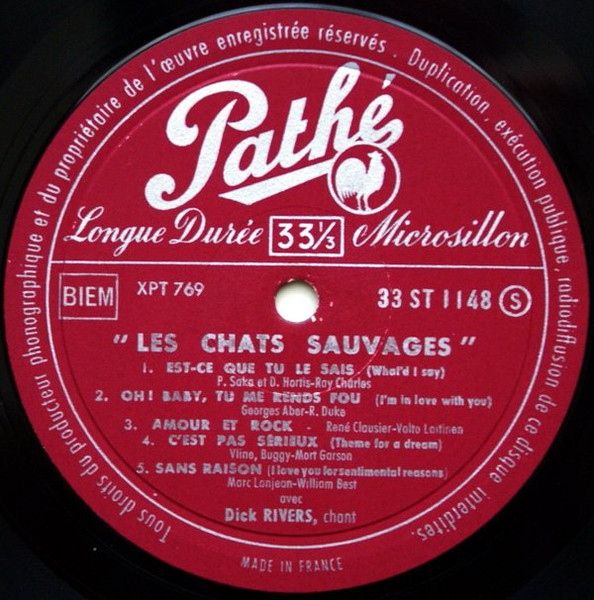 Tous droits du producteur phonographique et du propriétaire de l'œuvre enregistrée réservés. Duplication, exécution publique, radiodiffusion de ce disque interdites.
Pathé
Longue Durée 33 1/3 Microsillon
BIEM XPT 769 33 ST 1148 S
"LES CHATS SAUVAGES"
1. EST-CE QUE TU LE SAIS (What'd I say)
P. Saka et D. Hortis-Ray Charles
2. OH! BABY, TU ME RENDS FOU (I'm in love with you)
Georges Aber-R. Duke
3. AMOUR ET ROCK - René Clausier-Valto Laitinen
4. C'EST PAS SÉRIEUX (Theme for a dream)
Vline, Buggy-Mort Garson
5. SANS RAISON (I love you for sentimental reasons)
Marc Lanjean-William Best
avec
Dick RIVERS, chant
MADE IN FRANCE